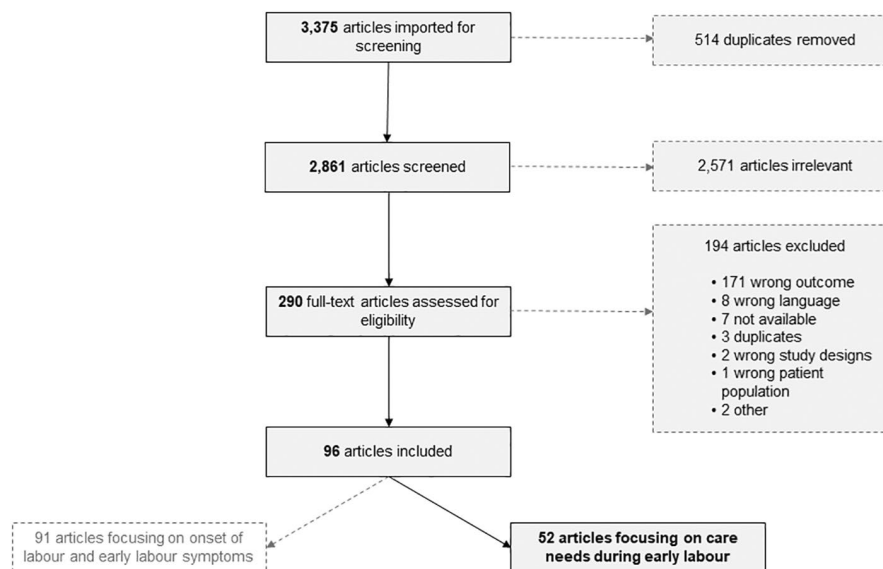 3,375 articles imported for
screening
514 duplicates removed
2,861 articles screened
2,571 articles irrelevant
290 full-text articles assessed for
eligibility
194 articles excluded
• 171 wrong outcome
• 8 wrong language
• 7 not available
• 3 duplicates
• 2 wrong study designs
• 1 wrong patient
population
• 2 other
96 articles included
91 articles focusing on onset of
labour and early labour symptoms
52 articles focusing on care
needs during early labour